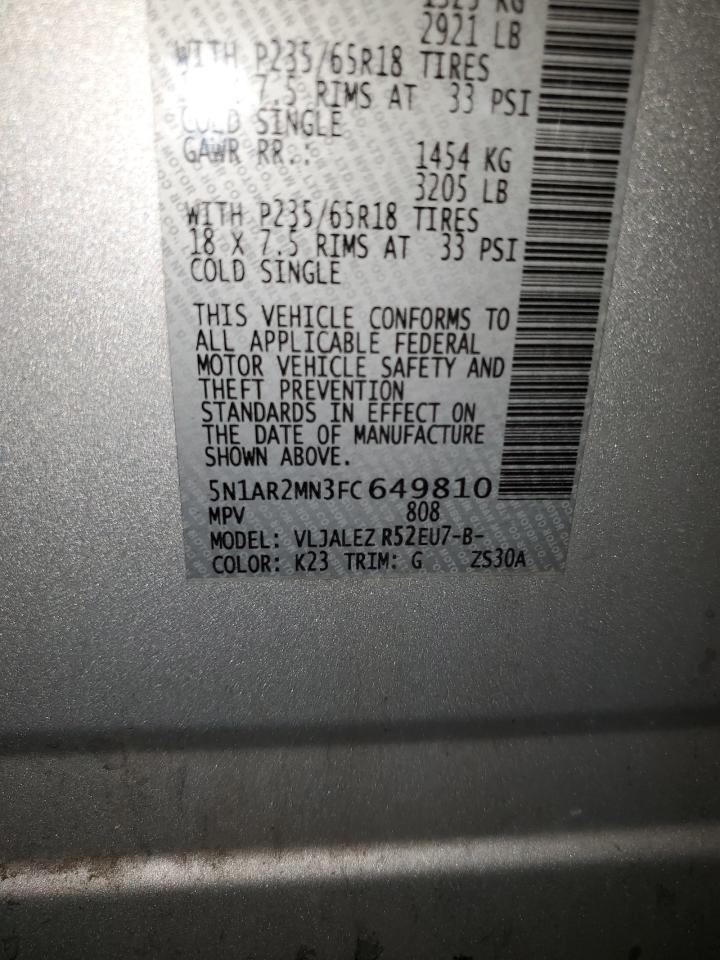 KG
2921 LB
WITH P235/65R18 TIRES
7.5 RIMS AT 33 PSI
COLD SINGLE
GAWR RR.: 1454 KG
3205 LB
WITH P235/65R18 TIRES
18 X 7.5 RIMS AT 33 PSI
COLD SINGLE
THIS VEHICLE CONFORMS TO
ALL APPLICABLE FEDERAL
MOTOR VEHICLE SAFETY AND
THEFT PREVENTION
STANDARDS IN EFFECT ON
THE DATE OF MANUFACTURE
SHOWN ABOVE.
5N1AR2MN3FC649810
MPV 808
MODEL: VLJALEZ R52EU7-B-
COLOR: K23 TRIM: G ZS30A